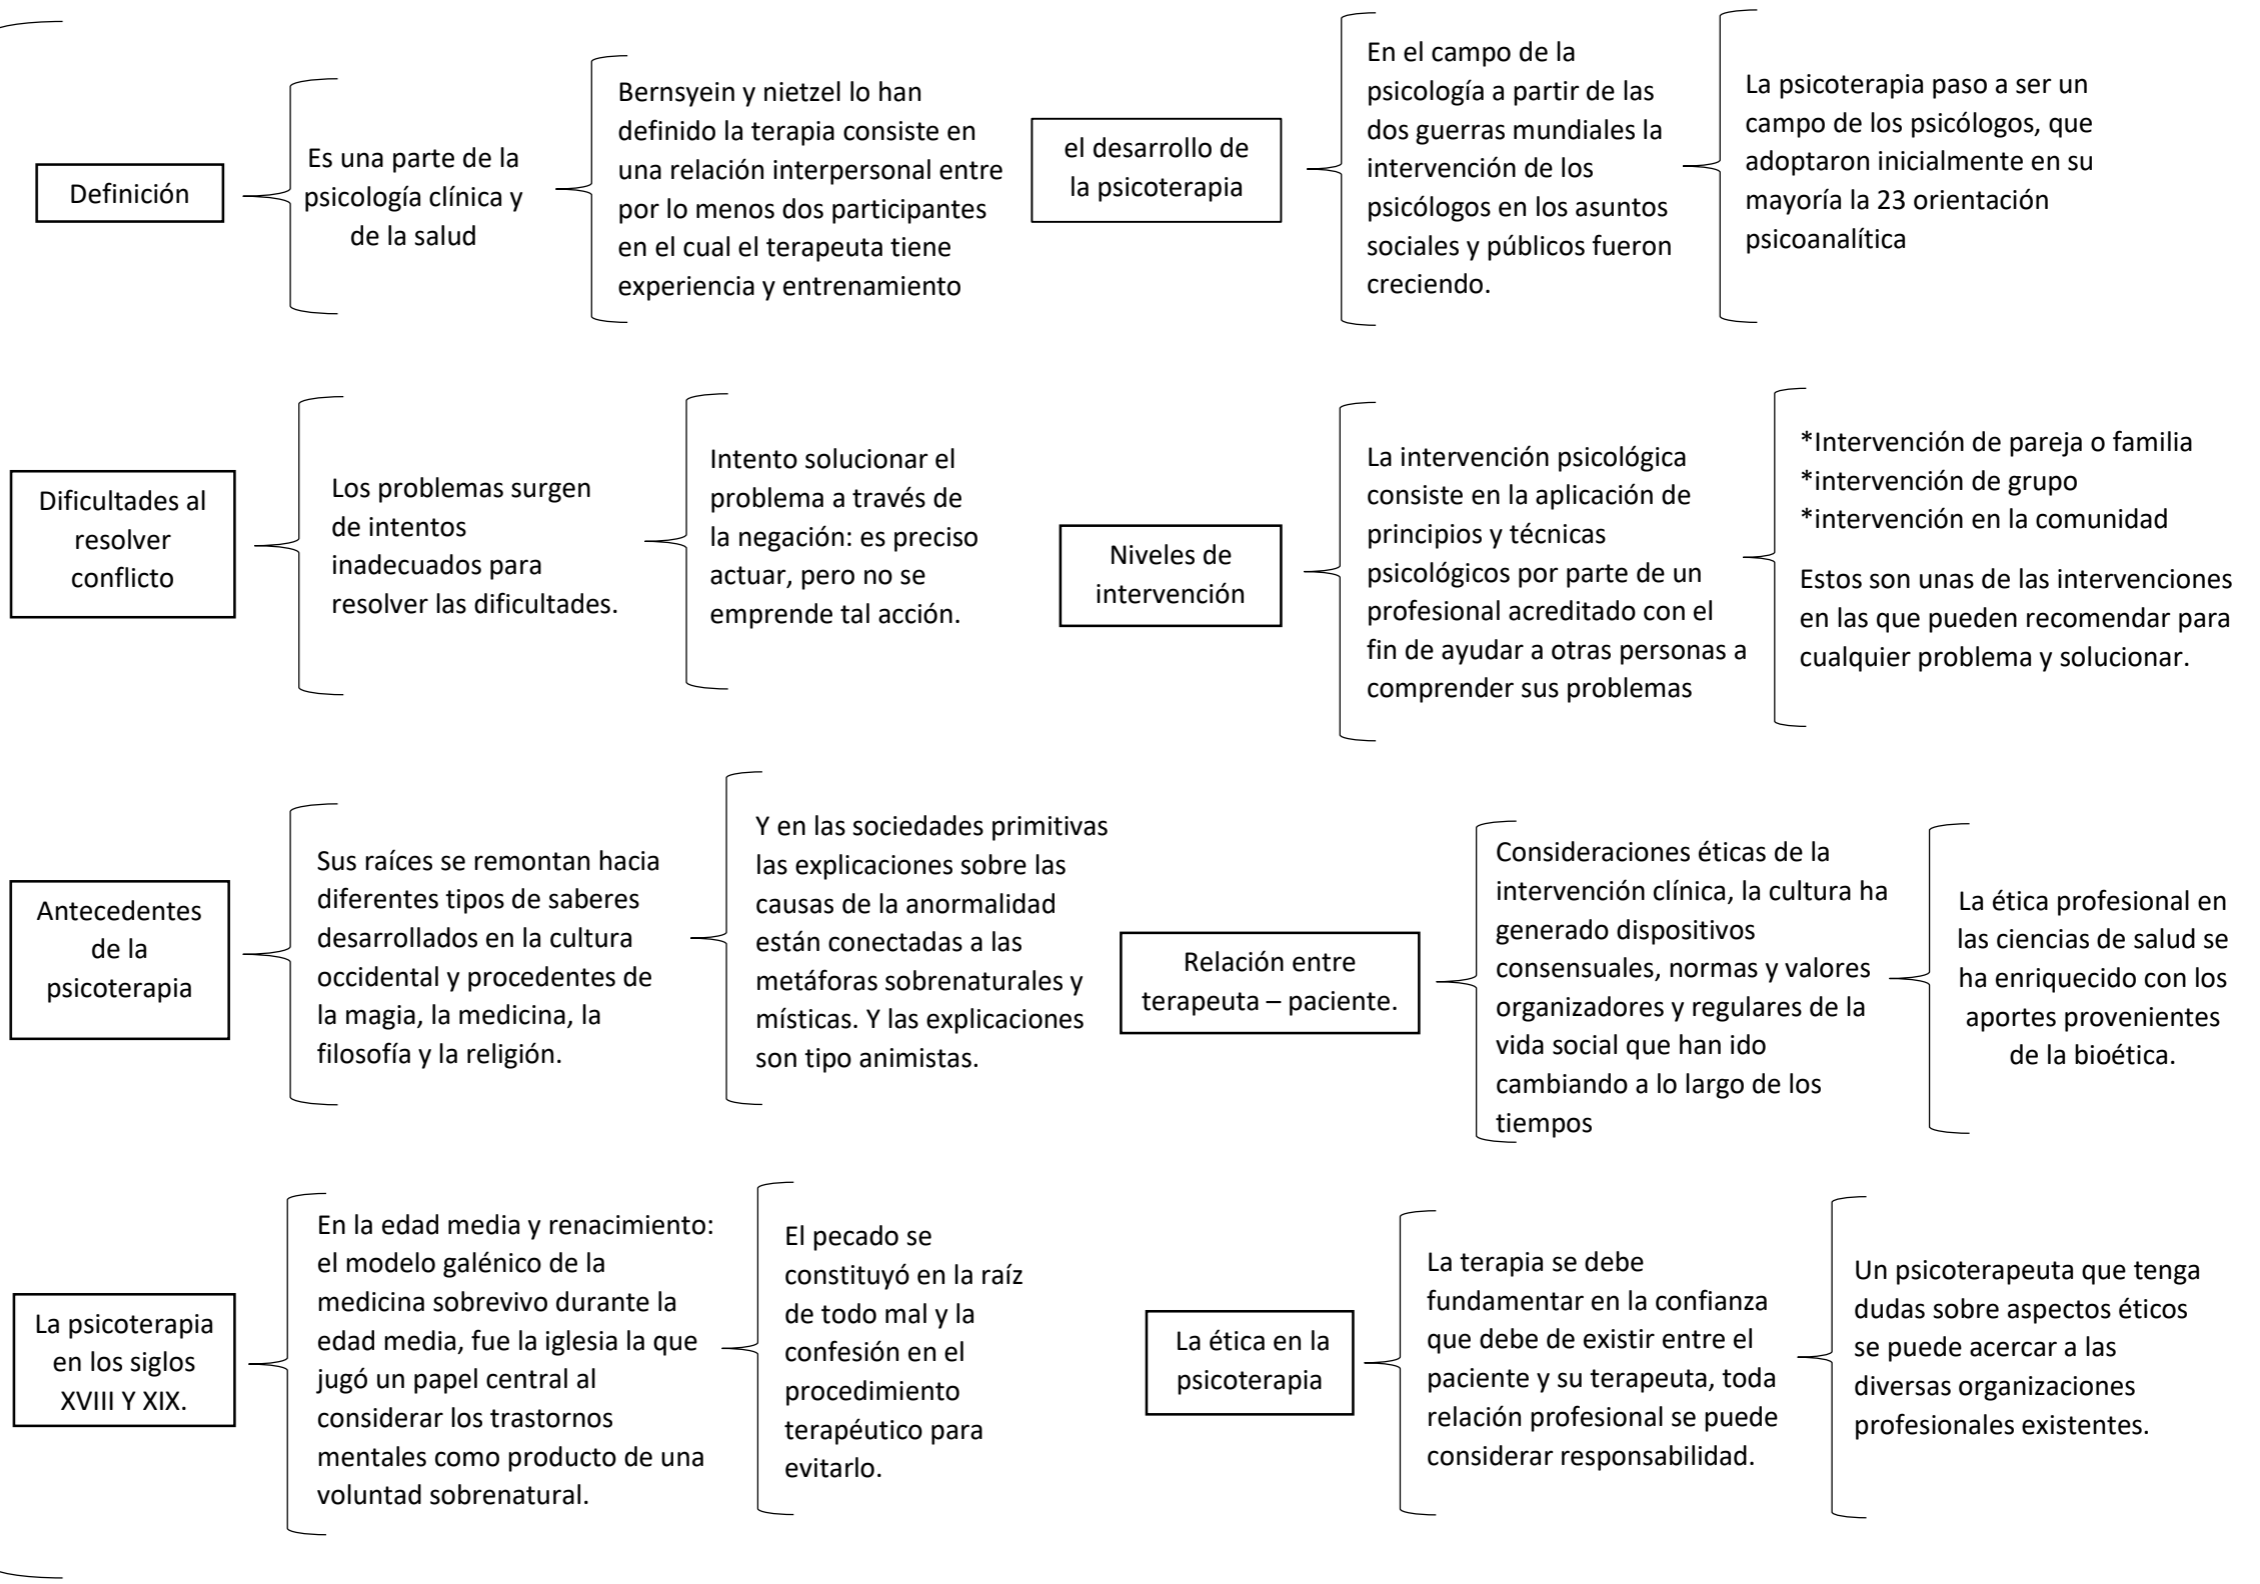 Definición
Es una parte de la
psicología clínica y
de la salud
Bernsyein y nietzel lo han
definido la terapia consiste en
una relación interpersonal entre
por lo menos dos participantes
en el cual el terapeuta tiene
experiencia y entrenamiento
Dificultades al
resolver
conflicto
Los problemas surgen
de intentos
inadecuados para
resolver las dificultades.
Intento solucionar el
problema a través de
la negación: es preciso
actuar, pero no se
emprende tal acción.
Antecedentes
de la
psicoterapia
Sus raíces se remontan hacia
diferentes tipos de saberes
desarrollados en la cultura
occidental y procedentes de
la magia, la medicina, la
filosofía y la religión.
Y en las sociedades primitivas
las explicaciones sobre las
causas de la anormalidad
están conectadas a las
metáforas sobrenaturales y
místicas. Y las explicaciones
son tipo animistas.
La psicoterapia
en los siglos
XVIII Y XIX.
En la edad media y renacimiento:
el modelo galénico de la
medicina sobrevivo durante la
edad media, fue la iglesia la que
jugó un papel central al
considerar los trastornos
mentales como producto de una
voluntad sobrenatural.
El pecado se
constituyó en la raíz
de todo mal y la
confesión en el
procedimiento
terapéutico para
evitarlo.
el desarrollo de
la psicoterapia
En el campo de la
psicología a partir de las
dos guerras mundiales la
intervención de los
psicólogos en los asuntos
sociales y públicos fueron
creciendo.
La psicoterapia paso a ser un
campo de los psicólogos, que
adoptaron inicialmente en su
mayoría la 23 orientación
psicoanalítica
Niveles de
intervención
La intervención psicológica
consiste en la aplicación de
principios y técnicas
psicológicos por parte de un
profesional acreditado con el
fin de ayudar a otras personas a
comprender sus problemas
*Intervención de pareja o familia
*intervención de grupo
*intervención en la comunidad
Estos son unas de las intervenciones
en las que pueden recomendar para
cualquier problema y solucionar.
Relación entre
terapeuta – paciente.
Consideraciones éticas de la
intervención clínica, la cultura ha
generado dispositivos
consensuales, normas y valores
organizadores y regulares de la
vida social que han ido
cambiando a lo largo de los
tiempos
La ética profesional en
las ciencias de salud se
ha enriquecido con los
aportes provenientes
de la bioética.
La ética en la
psicoterapia
La terapia se debe
fundamentar en la confianza
que debe de existir entre el
paciente y su terapeuta, toda
relación profesional se puede
considerar responsabilidad.
Un psicoterapeuta que tenga
dudas sobre aspectos éticos
se puede acercar a las
diversas organizaciones
profesionales existentes.